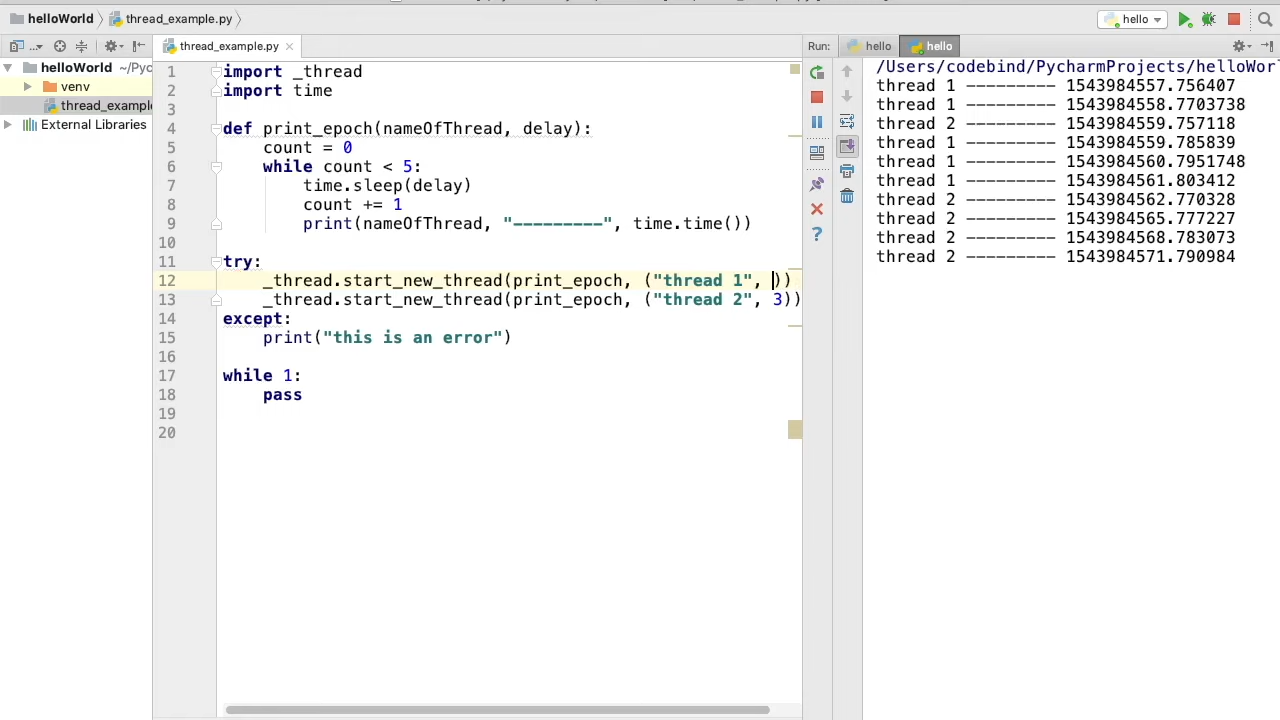 helloWorld thread_example.py hello
thread_example.py Run: hello hello
helloWorld ~/Pyc
venv
thread_example
External Libraries
1 import _thread
2 import time
3
4 def print_epoch(nameOfThread, delay):
5 count = 0
6 while count < 5:
7 time.sleep(delay)
8 count += 1
9 print(nameOfThread, "---------", time.time())
10
11 try:
12 _thread.start_new_thread(print_epoch, ("thread 1", ))
13 _thread.start_new_thread(print_epoch, ("thread 2", 3))
14 except:
15 print("this is an error")
16
17 while 1:
18 pass
19
20
/Users/codebind/PycharmProjects/helloWor
thread 1 --------- 1543984557.756407
thread 1 --------- 1543984558.7703738
thread 2 --------- 1543984559.757118
thread 1 --------- 1543984559.785839
thread 1 --------- 1543984560.7951748
thread 1 --------- 1543984561.803412
thread 2 --------- 1543984562.770328
thread 2 --------- 1543984565.777227
thread 2 --------- 1543984568.783073
thread 2 --------- 1543984571.790984